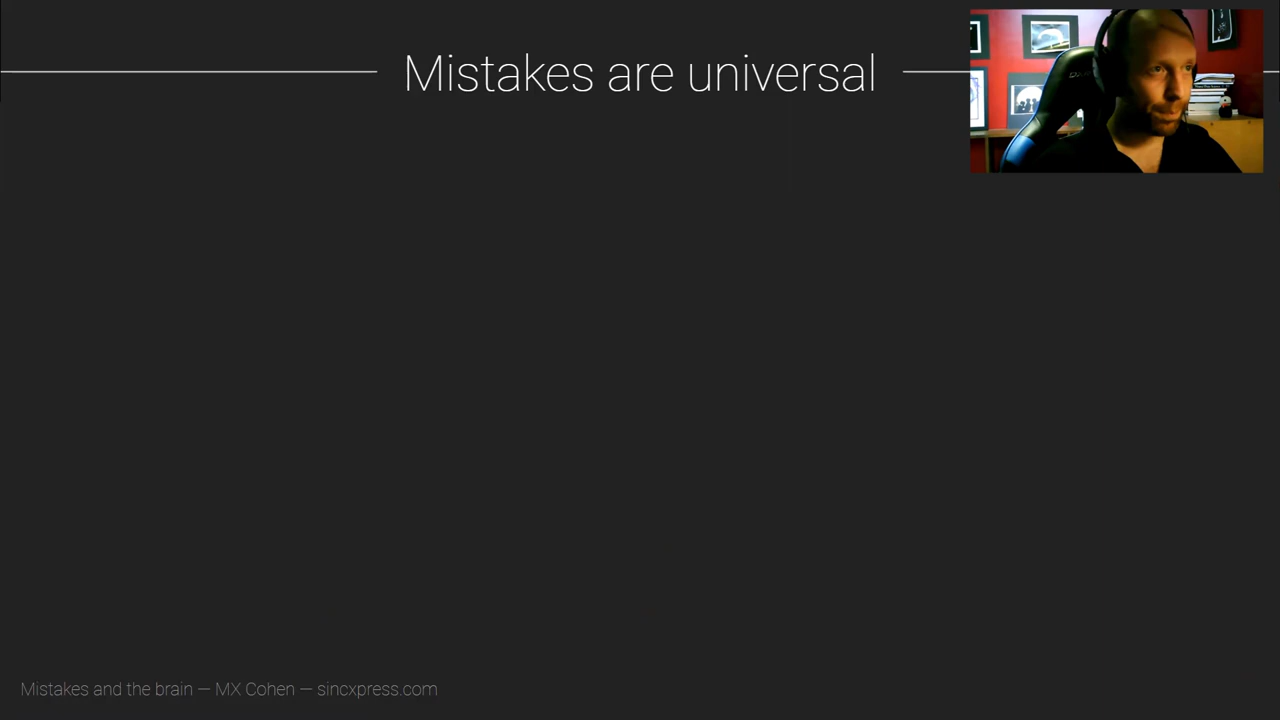 Mistakes are universal
Mistakes and the brain — MX Cohen — sincxpress.com